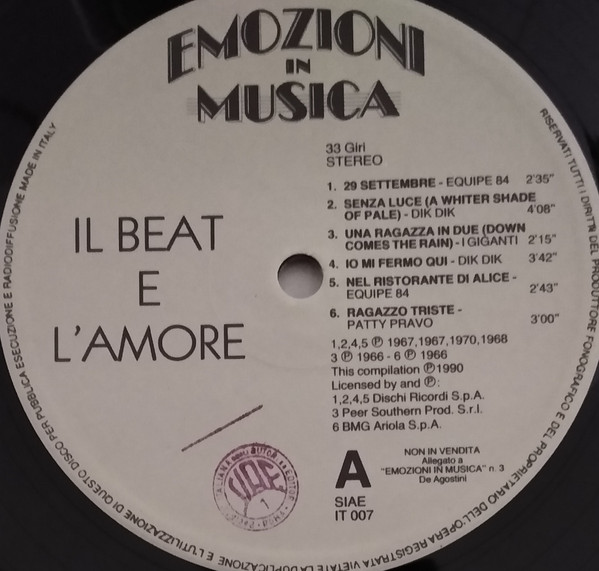 EMOZIONI
IN
MUSICA
33 Giri
STEREO
1. 29 SETTEMBRE - EQUIPE 84 2'35"
2. SENZA LUCE (A WHITER SHADE
OF PALE) - DIK DIK 4'08"
3. UNA RAGAZZA IN DUE (DOWN
COMES THE RAIN) - I GIGANTI 2'15"
4. IO MI FERMO QUI - DIK DIK 3'42"
5. NEL RISTORANTE DI ALICE -
EQUIPE 84 2'43"
6. RAGAZZO TRISTE -
PATTY PRAVO 3'00"
1,2,4,5 ℗ 1967,1967,1970,1968
3 ℗ 1966 - 6 ℗ 1966
This compilation ℗1990
Licensed by and ℗:
1,2,4,5 Dischi Ricordi S.p.A.
3 Peer Southern Prod. S.r.l.
6 BMG Ariola S.p.A.
IL BEAT
E
L'AMORE
A
SIAE
IT 007
NON IN VENDITA
Allegato a
"EMOZIONI IN MUSICA" n. 3
De Agostini
RISERVATI TUTTI I DIRITTI DEL PRODUTTORE FONOGRAFICO E DEL PROPRIETARIO DELL'OPERA REGISTRATA VIETATE LA DUPLICAZIONE E L'UTILIZZAZIONE DI QUESTO DISCO PER PUBBLICA ESECUZIONE E RADIODIFFUSIONE MADE IN ITALY